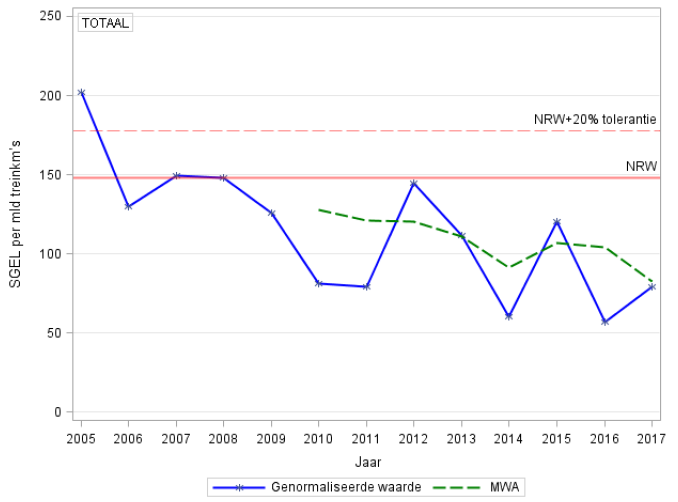 TOTAAL
250
200
150
100
50
0
SGEL per mld treinkm's
NRW+20% tolerantie
NRW
2005 2006 2007 2008 2009 2010 2011 2012 2013 2014 2015 2016 2017
Jaar
Genormaliseerde waarde MWA